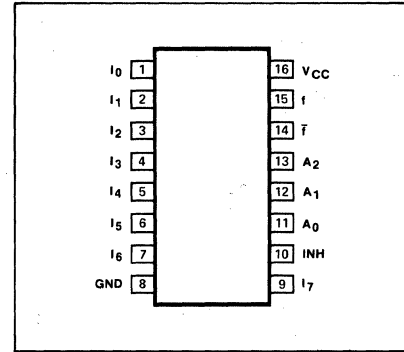 I0 1 16 VCC
I1 2 15 f
I2 3 14 f̅
I3 4 13 A2
I4 5 12 A1
I5 6 11 A0
I6 7 10 INH
GND 8 9 I7